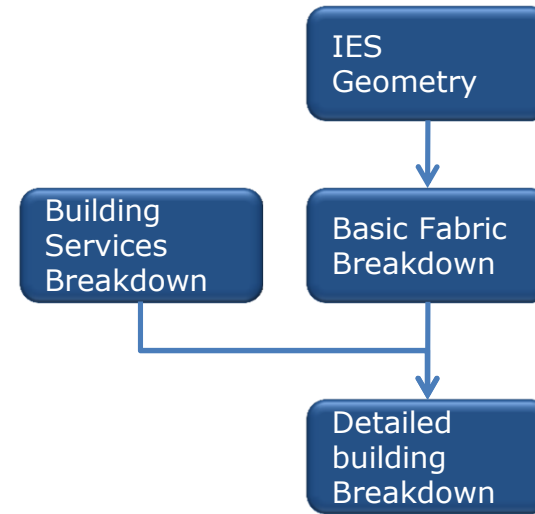 IES
Geometry
Building
Services
Breakdown
Basic Fabric
Breakdown
Detailed
building
Breakdown